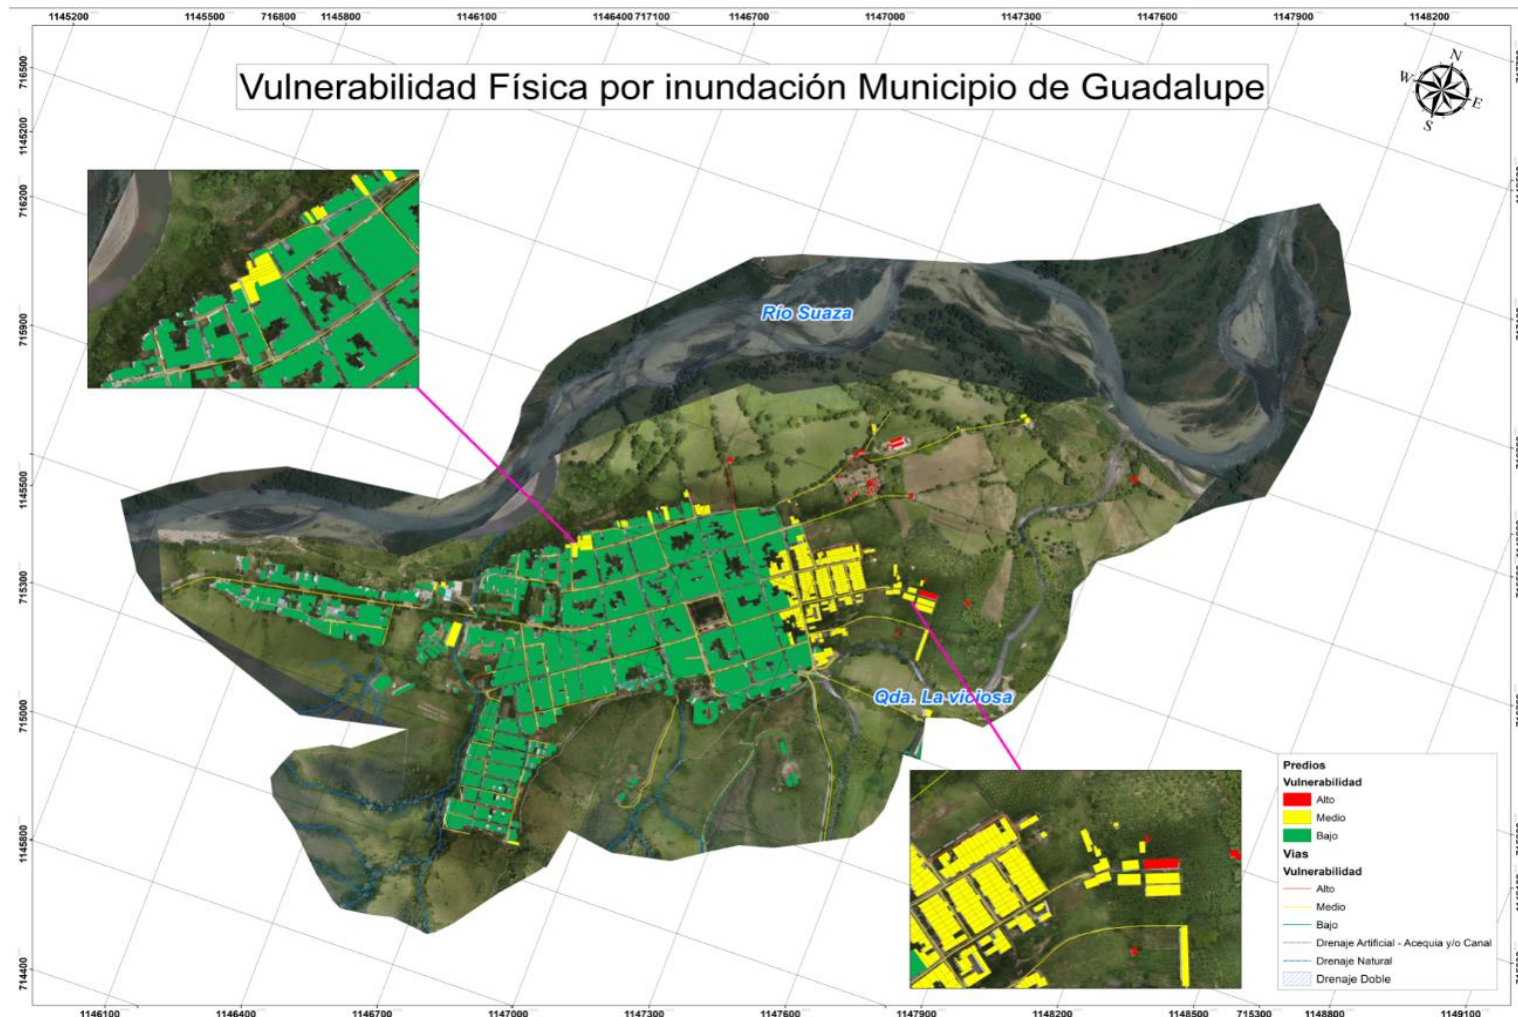 1145200 1145500 716800 1145800 1146100 1146400 717100 1146700 1147000 1147300 1147600 1147900 1148200
Vulnerabilidad Física por inundación Municipio de Guadalupe
N
W
E
S
716500
1145200
716200
715900
1145500
715300
715000
1145800
714400
Río Suaza
Qda. La viciosa
Predios
Vulnerabilidad
Alto
Medio
Bajo
Vias
Vulnerabilidad
Alto
Medio
Bajo
Drenaje Artificial - Acequia y/o Canal
Drenaje Natural
Drenaje Doble
1146100 1146400 1146700 1147000 1147300 1147600 1147900 1148200 1148500 715300 1148800 1149100